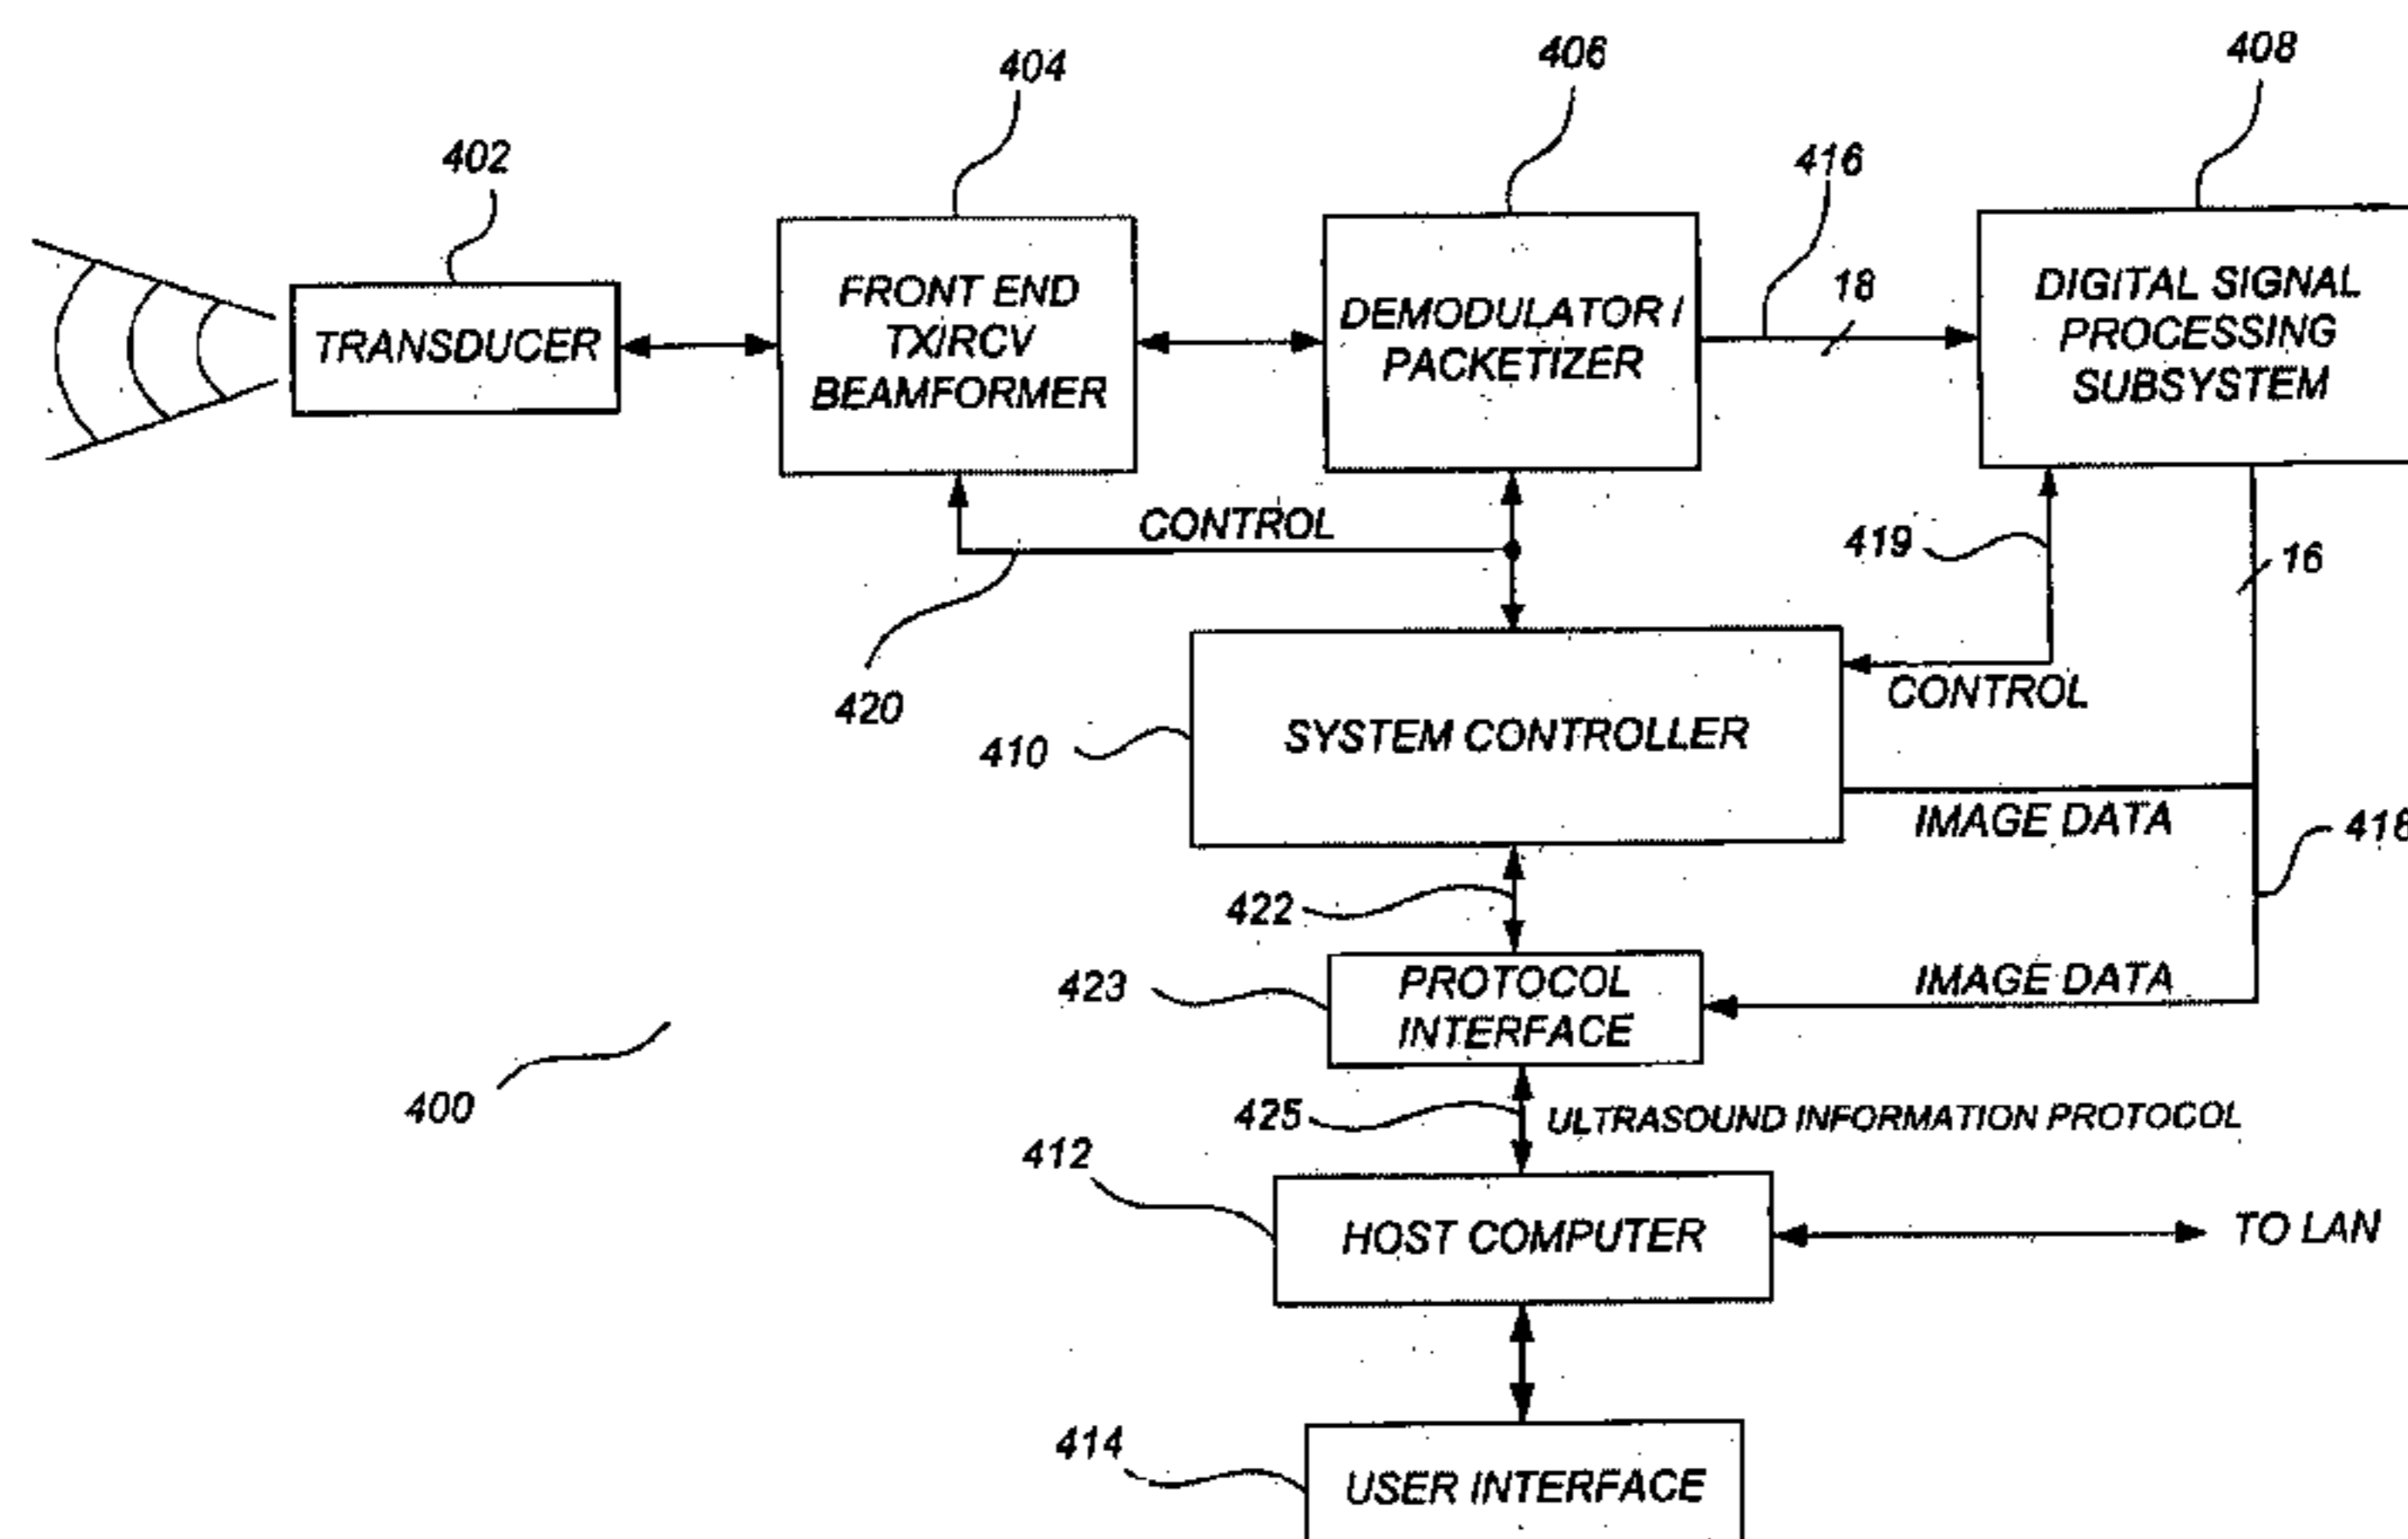 404
406
408
402
416
18
FRONT END
TX/RCV
BEAMFORMER
DEMODULATOR /
PACKETIZER
DIGITAL SIGNAL
PROCESSING
SUBSYSTEM
TRANSDUCER
CONTROL
419
16
420
CONTROL
410
SYSTEM CONTROLLER
IMAGE DATA
418
422
423
PROTOCOL
INTERFACE
IMAGE DATA
400
425
ULTRASOUND INFORMATION PROTOCOL
412
HOST COMPUTER
TO LAN
414
USER INTERFACE